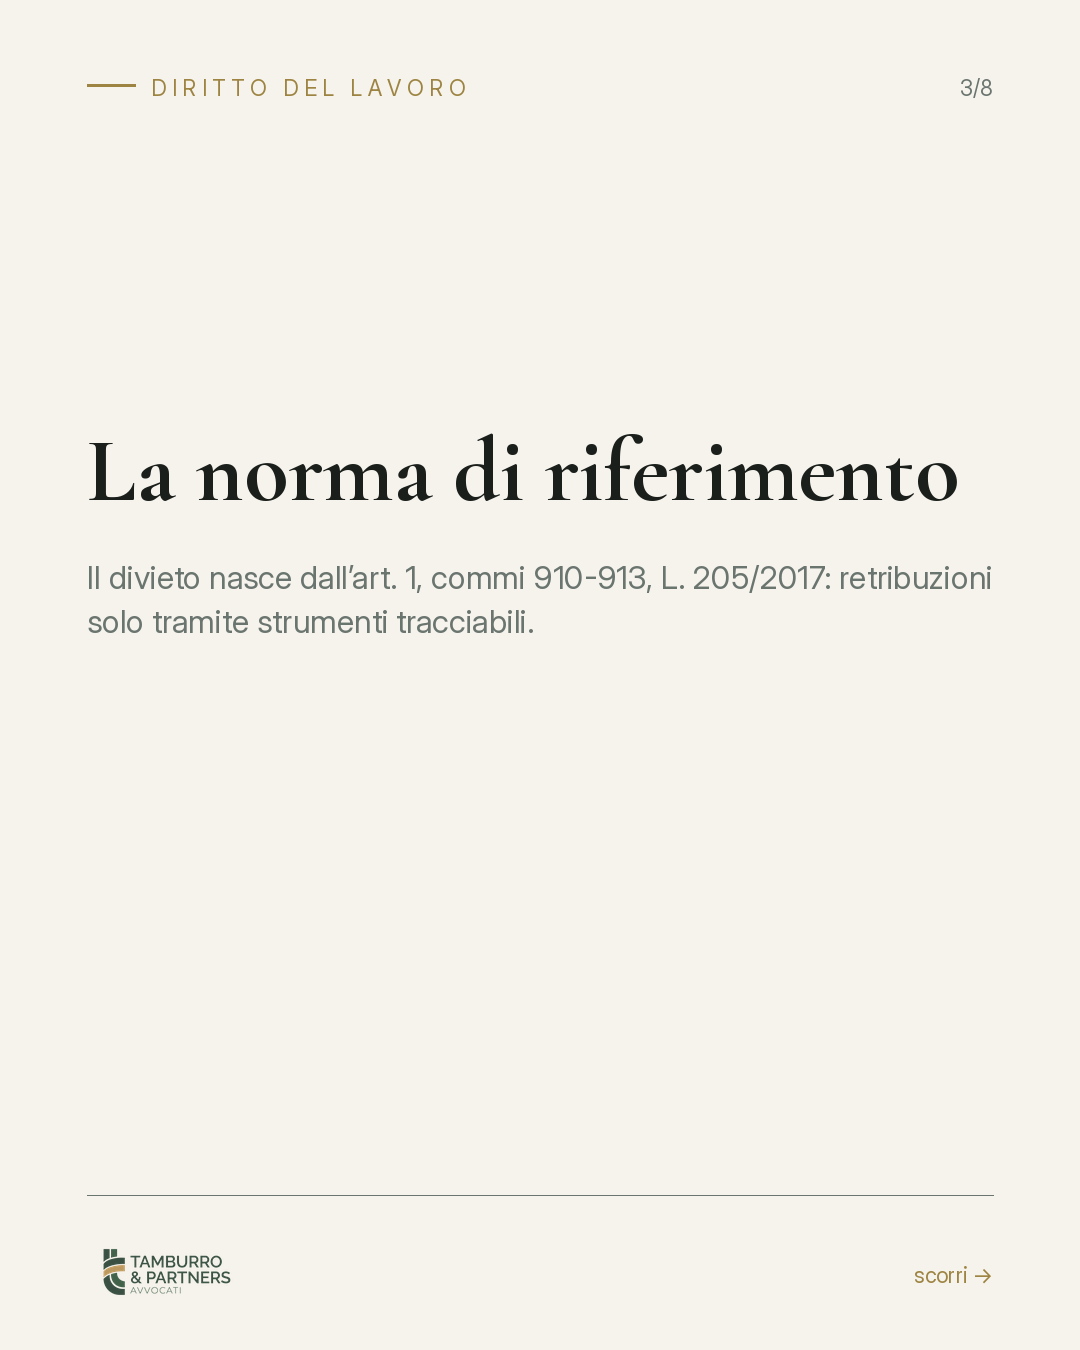 DIRITTO DEL LAVORO
3/8
La norma di riferimento
Il divieto nasce dall’art. 1, commi 910-913, L. 205/2017: retribuzioni
solo tramite strumenti tracciabili.
TAMBURRO
& PARTNERS
AVVOCATI
scorri →